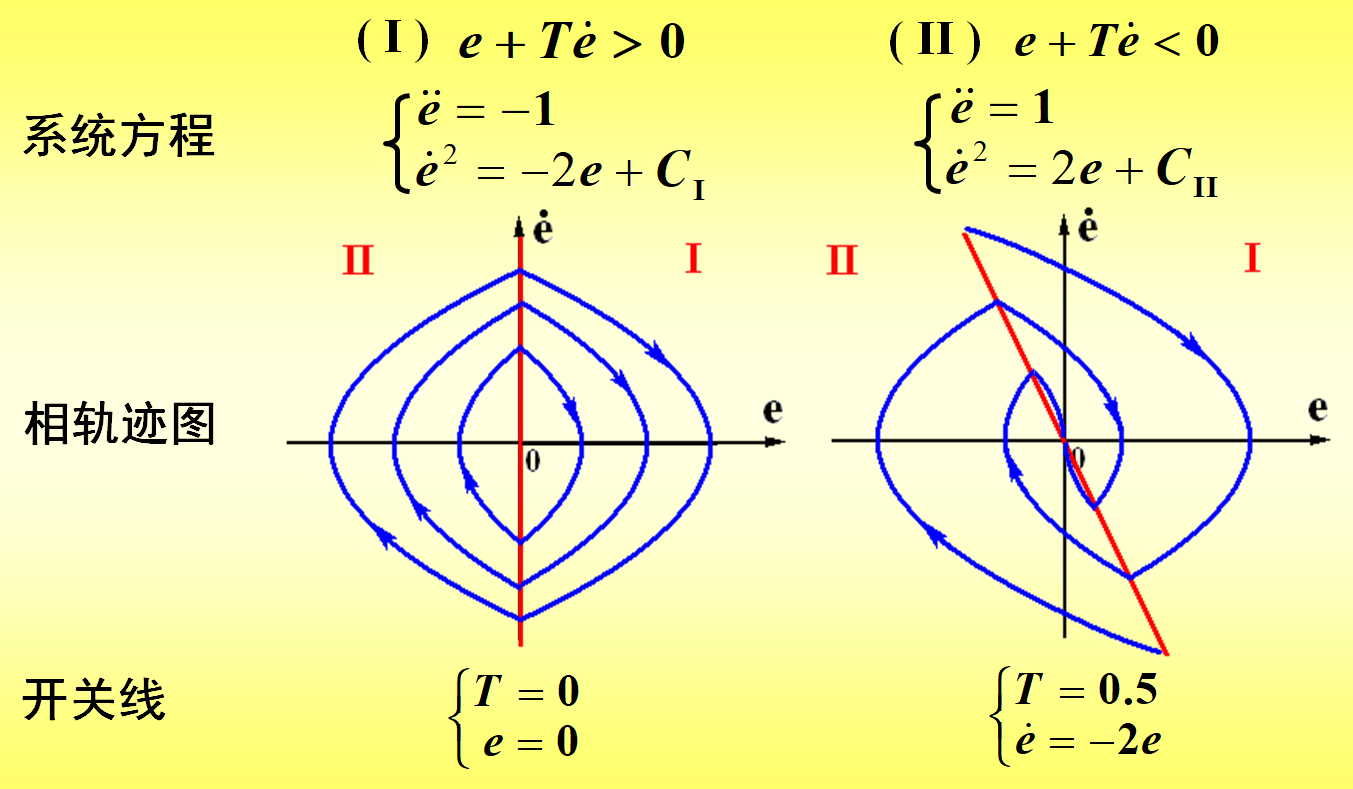 ( I ) e + Tė > 0
( II ) e + Tė < 0
系统方程
ë = −1
ė² = −2e + C_I
ë = 1
ė² = 2e + C_II
ė
II
I
e
0
相轨迹图
ė
II
I
e
0
开关线
T = 0
e = 0
T = 0.5
ė = −2e